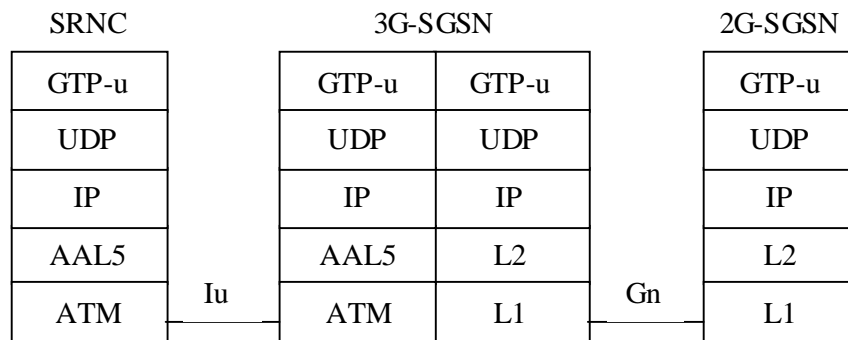 SRNC 3G-SGSN 2G-SGSN
GTP-u GTP-u GTP-u GTP-u
UDP UDP UDP UDP
IP IP IP IP
AAL5 AAL5 L2 L2
Iu Gn
ATM ATM L1 L1